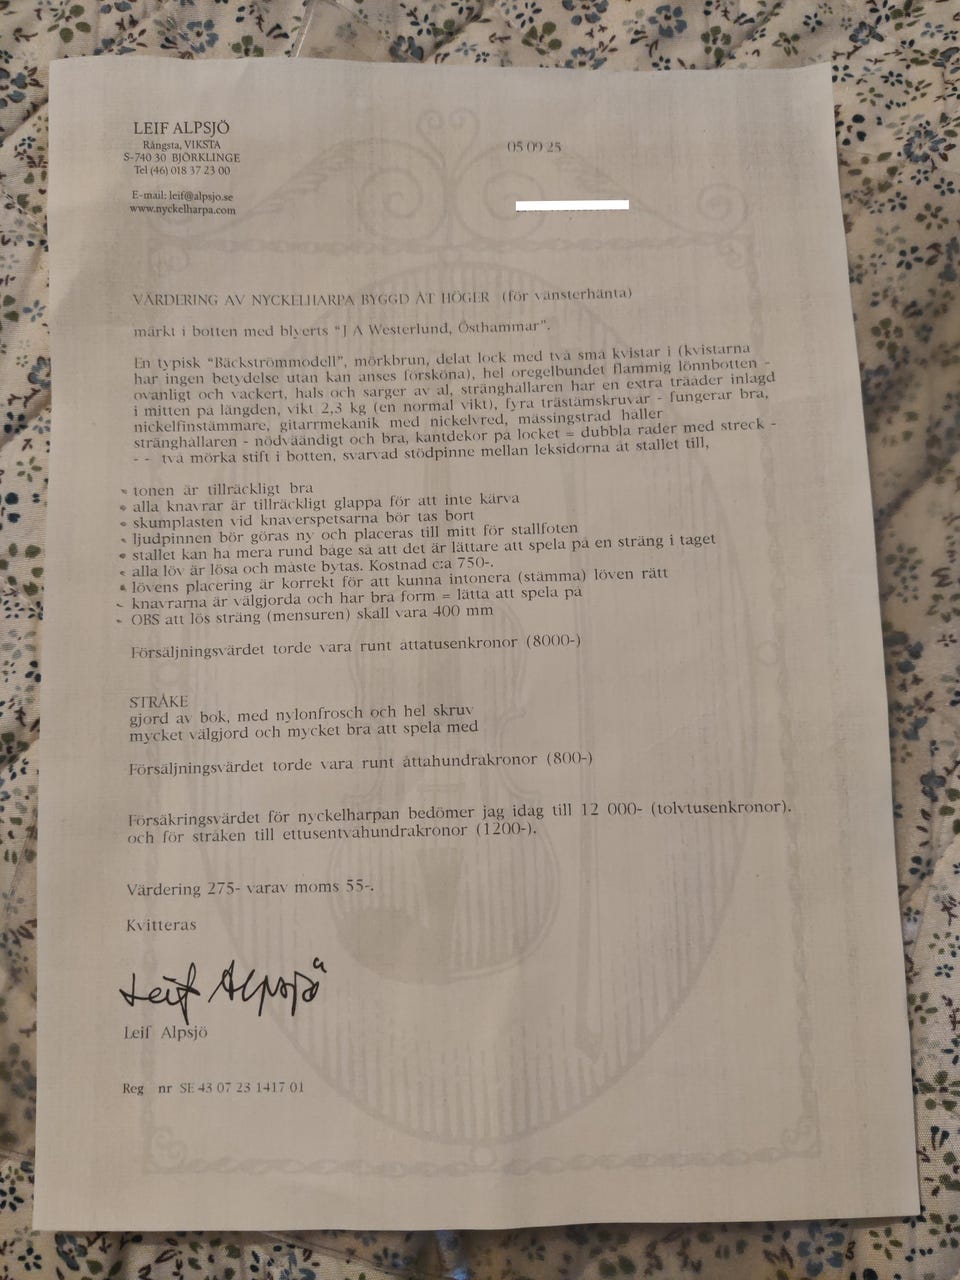 LEIF ALPSJÖ
Rångsta, VIKSTA
S-740 30 BJÖRKLINGE
Tel (46) 018 37 23 00
E-mail: leif@alpsjo.se
www.nyckelharpa.com
05 09 25
VÄRDERING AV NYCKELHARPA BYGGD ÅT HÖGER (för vänsterhänta)
märkt i botten med blyerts “J A Westerlund, Östhammar”.
En typisk “Bäckströmmodell”, mörkbrun, delat lock med två små kvistar i (kvistarna
har ingen betydelse utan kan anses försköna), hel oregelbundet flammig lönnbotten -
ovanligt och vackert, hals och sarger av al, stränghållaren har en extra trääder inlagd
i mitten på längden, vikt 2,3 kg (en normal vikt), fyra trästämskruvar - fungerar bra,
nickelfinstämmare, gitarrmekanik med nickelvred, mässingstråd håller
stränghållaren - nödväändigt och bra, kantdekor på locket = dubbla rader med streck -
- - två mörka stift i botten, svarvad stödpinne mellan leksidorna åt stallet till,
• tonen är tillräckligt bra
• alla knavrar är tillräckligt glappa för att inte kärva
• skumplasten vid knaverspetsarna bör tas bort
• ljudpinnen bör göras ny och placeras till mitt för stallfoten
• stallet kan ha mera rund båge så att det är lättare att spela på en sträng i taget
• alla löv är lösa och måste bytas. Kostnad c:a 750-.
• lövens placering är korrekt för att kunna intonera (stämma) löven rätt
• knavrarna är välgjorda och har bra form = lätta att spela på
• OBS att lös sträng (mensuren) skall vara 400 mm
Försäljningsvärdet torde vara runt åttatusenkronor (8000-)
STRÅKE
gjord av bok, med nylonfrosch och hel skruv
mycket välgjord och mycket bra att spela med
Försäljningsvärdet torde vara runt åttahundrakronor (800-)
Försäkringsvärdet för nyckelharpan bedömer jag idag till 12 000- (tolvtusenkronor).
och för stråken till ettusentvåhundrakronor (1200-).
Värdering 275- varav moms 55-.
Kvitteras
Leif Alpsjö
Leif Alpsjö
Reg nr SE 43 07 23 1417 01